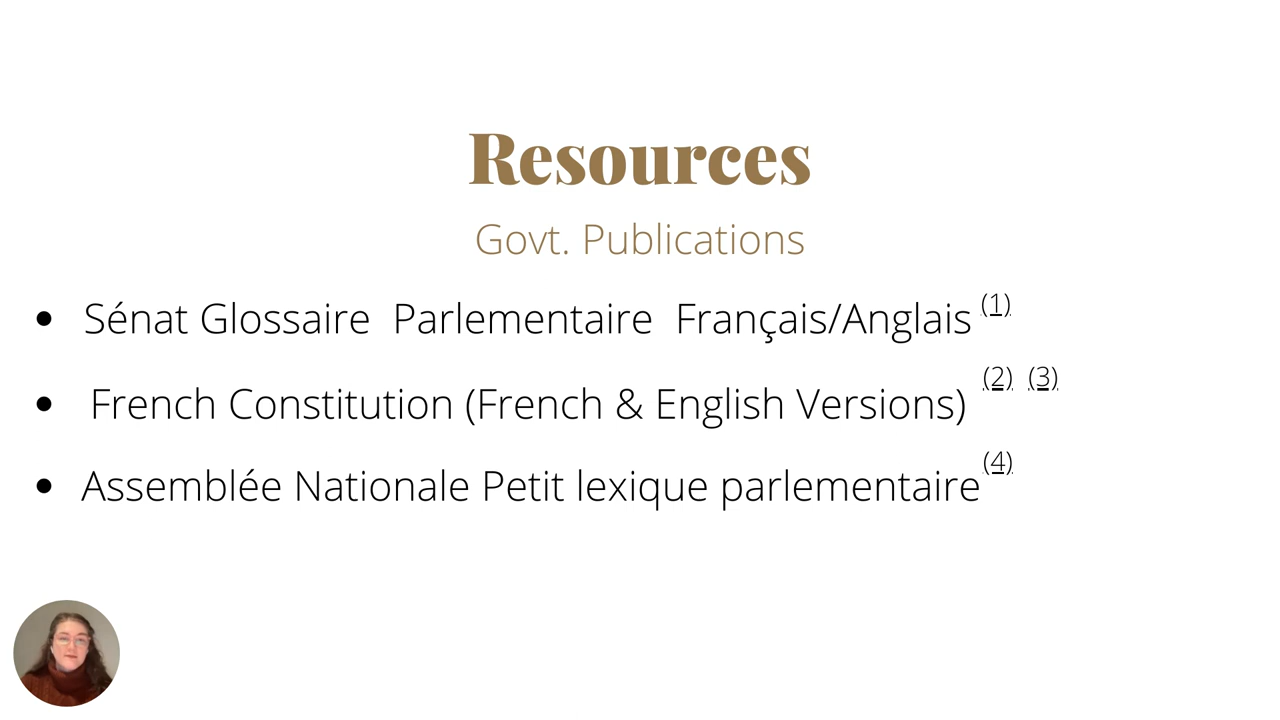 Resources
Govt. Publications
• Sénat Glossaire Parlementaire Français/Anglais (1)
• French Constitution (French & English Versions) (2) (3)
• Assemblée Nationale Petit lexique parlementaire (4)